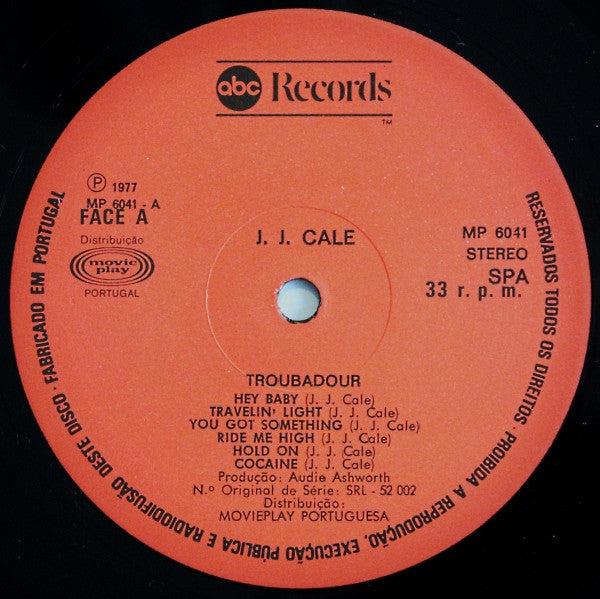 abc Records
TM
Ⓟ 1977
MP 6041 - A
FACE A
Distribuição
movie play
PORTUGAL
J. J. CALE
MP 6041
STEREO
SPA
33 r. p. m.
TROUBADOUR
HEY BABY (J. J. Cale)
TRAVELIN' LIGHT (J. J. Cale)
YOU GOT SOMETHING (J. J. Cale)
RIDE ME HIGH (J. J. Cale)
HOLD ON (J. J. Cale)
COCAINE (J. J. Cale)
Produção: Audie Ashworth
N.º Original de Série: SRL - 52 002
Distribuição:
MOVIEPLAY PORTUGUESA
RESERVADOS TODOS OS DIREITOS · PROIBIDA A REPRODUÇÃO, EXECUÇÃO PÚBLICA E RADIODIFUSÃO DESTE DISCO · FABRICADO EM PORTUGAL